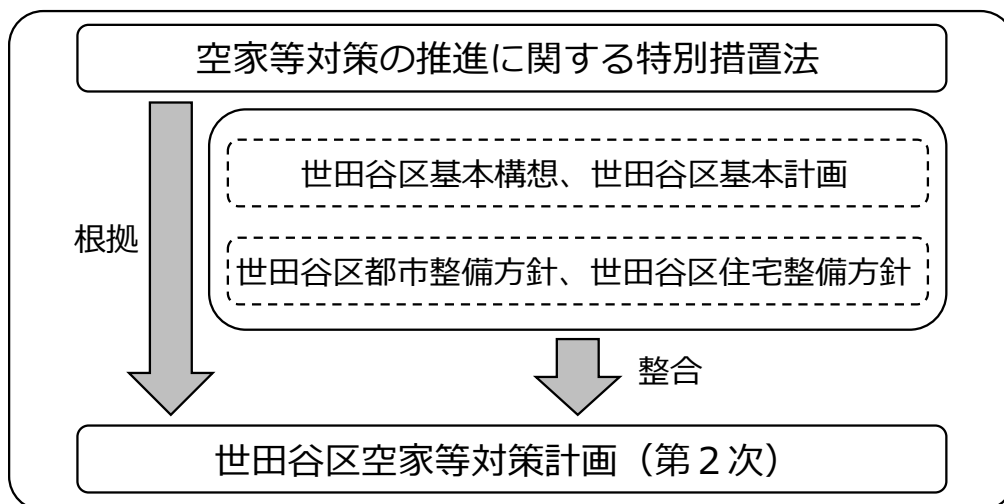 空家等対策の推進に関する特別措置法
世田谷区基本構想、世田谷区基本計画
根拠
世田谷区都市整備方針、世田谷区住宅整備方針
整合
世田谷区空家等対策計画（第２次）